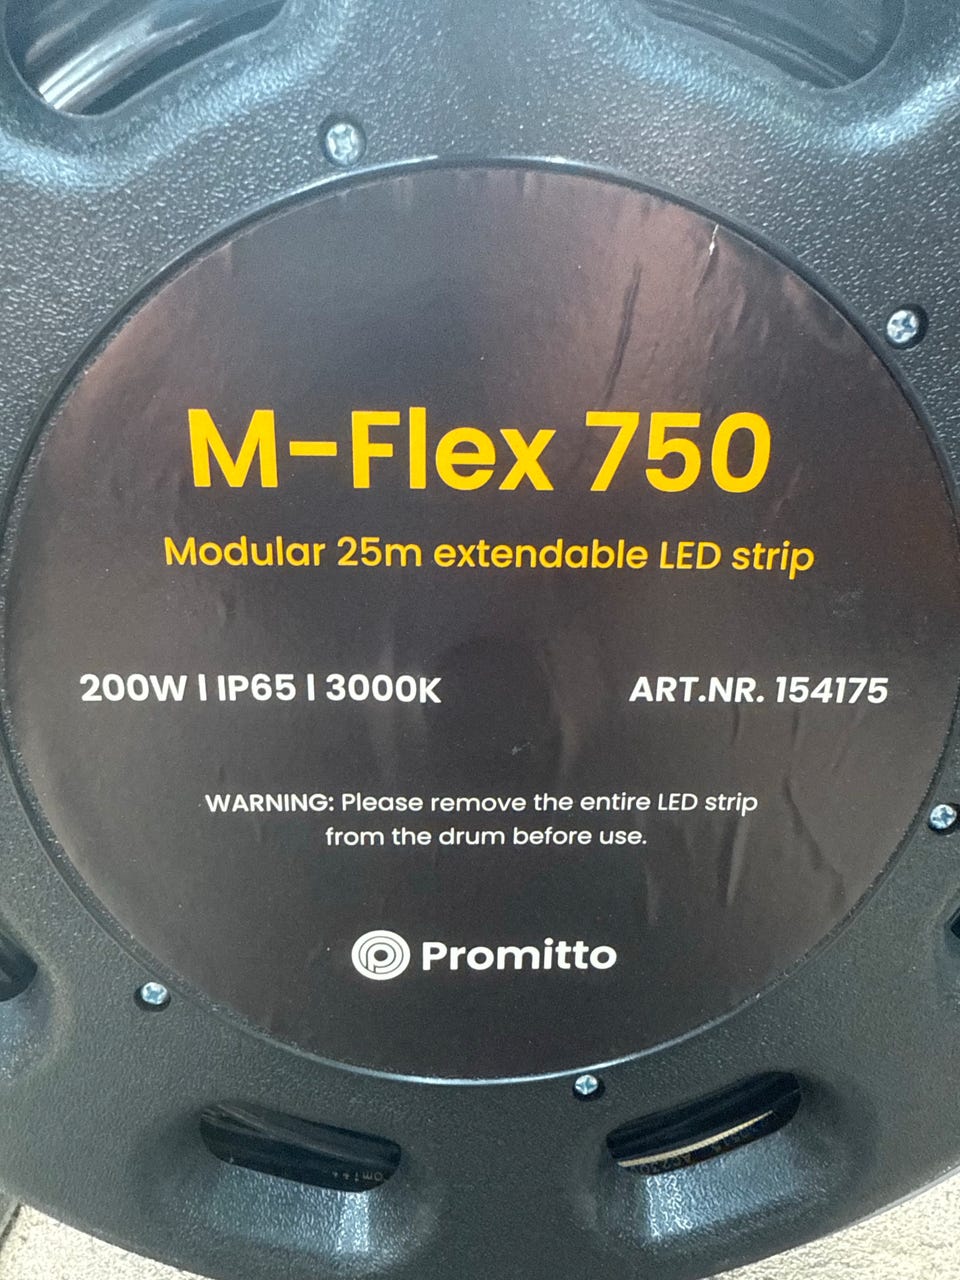 M-Flex 750
Modular 25m extendable LED strip
200W | IP65 | 3000K
ART.NR. 154175
WARNING: Please remove the entire LED strip
from the drum before use.
Promitto